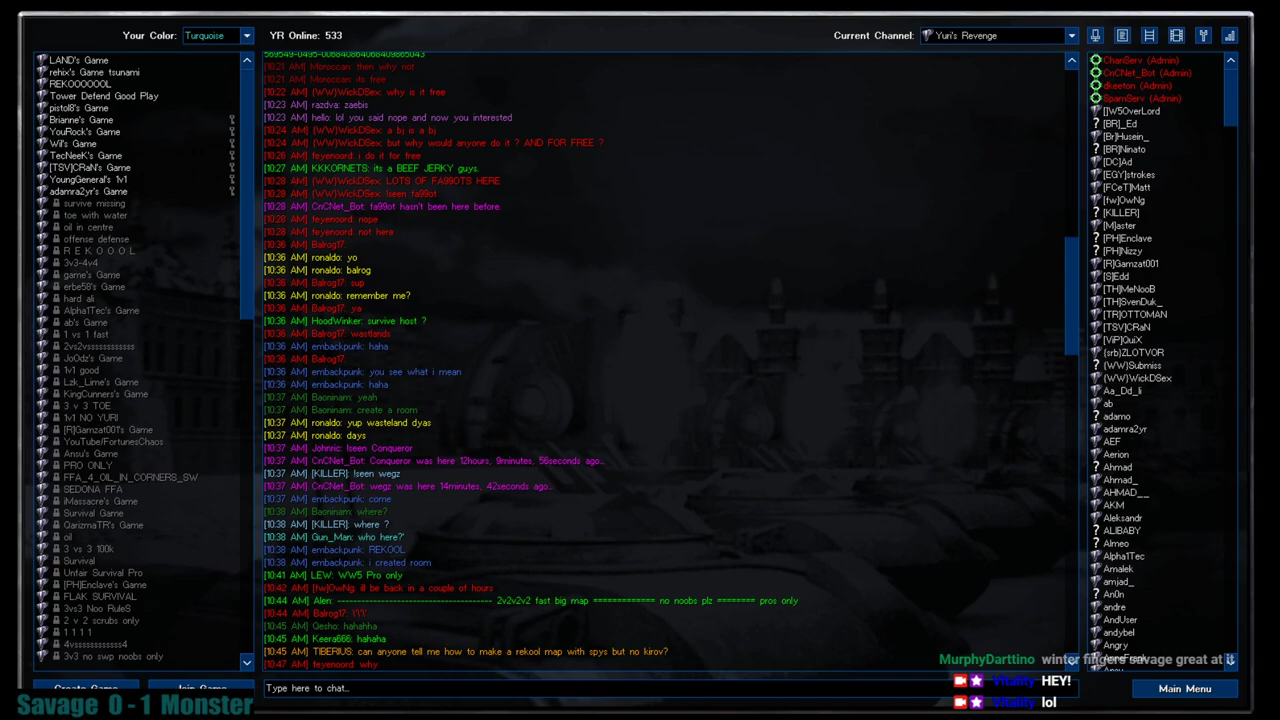 Your Color: Turquoise
YR Online: 533
Current Channel: Yuri's Revenge
LAND's Game
rehix's Game tsunami
REKOOOOOL
Tower Defend Good Play
pistol8's Game
Brianne's Game
YouRock's Game
Wil's Game
TecNeeK's Game
[TSV]CRaN's Game
YoungGeneral's 1v1
adamra2yr's Game
survive missing
toe with water
oil in centre
offense defense
R E K O O O L
3v3-4v4
game's Game
erbe58's Game
hard ali
Alpha1Tec's Game
ab's Game
1 vs 1 fast
2vs2vsssssssssss
JoOdz's Game
1v1 good
Lzk_Lime's Game
KingCunners's Game
3 v 3 TOE
1v1 NO YURI
[R]Gamzat001's Game
YouTube/FortunesChaos
Ansu's Game
PRO ONLY
FFA_4_OIL_IN_CORNERS_SW
SEDONA FFA
iMassacre's Game
Survival Game
QarizmaTR's Game
oil
3 vs 3 100k
Survival
Unfair Survival Pro
[PH]Enclave's Game
FLAK SURVIVAL
3vs3 Noo RuleS
2 v 2 scrubs only
1 1 1 1
4vssssssssssss4
3v3 no swp noobs only
Create Game
Join Game
[10:21 AM] Moroccan: then why not
[10:21 AM] Moroccan: its free
[10:22 AM] (WW)WickDSex: why is it free
[10:23 AM] razdva: zaebis
[10:23 AM] hello: lol you said nope and now you interested
[10:24 AM] (WW)WickDSex: a bj is a bj
[10:24 AM] (WW)WickDSex: but why would anyone do it ? AND FOR FREE ?
[10:26 AM] feyenoord: i do it for free
[10:27 AM] KKKORNETS: its a BEEF JERKY guys.
[10:28 AM] (WW)WickDSex: LOTS OF FA99OTS HERE
[10:28 AM] (WW)WickDSex: !seen fa99ot
[10:28 AM] CnCNet_Bot: fa99ot hasn't been here before.
[10:28 AM] feyenoord: nope
[10:28 AM] feyenoord: not here
[10:36 AM] Balrog17:
[10:36 AM] ronaldo: yo
[10:36 AM] ronaldo: balrog
[10:36 AM] Balrog17: sup
[10:36 AM] ronaldo: remember me?
[10:36 AM] Balrog17: ya
[10:36 AM] HoodWinker: survive host ?
[10:36 AM] Balrog17: wastlands
[10:36 AM] embackpunk: haha
[10:36 AM] Balrog17:
[10:36 AM] embackpunk: you see what i mean
[10:36 AM] embackpunk: haha
[10:37 AM] Baoninam: yeah
[10:37 AM] Baoninam: create a room
[10:37 AM] ronaldo: yup wasteland dyas
[10:37 AM] ronaldo: days
[10:37 AM] Johnric: !seen Conqueror
[10:37 AM] CnCNet_Bot: Conqueror was here 12hours, 9minutes, 56seconds ago...
[10:37 AM] [KILLER]: !seen wegz
[10:37 AM] CnCNet_Bot: wegz was here 14minutes, 42seconds ago...
[10:37 AM] embackpunk: come
[10:37 AM] Baoninam: where?
[10:38 AM] [KILLER]: where ?
[10:38 AM] Gun_Man: who here?'
[10:38 AM] embackpunk: REKOOL
[10:38 AM] embackpunk: i created room
[10:41 AM] LEW: WW5 Pro only
[10:42 AM] [fw]OwNg: ill be back in a couple of hours
[10:44 AM] Alen: ---------------------------------------- 2v2v2v2 fast big map ============= no noobs plz ======== pros only
[10:44 AM] Balrog17: \'\'\'
[10:45 AM] Qesho: hahahha
[10:45 AM] Keera666: hahaha
[10:45 AM] TIBERIUS: can anyone tell me how to make a rekool map with spys but no kirov?
[10:47 AM] feyenoord: why
Type here to chat...
ChanServ (Admin)
CnCNet_Bot (Admin)
dkeeton (Admin)
SpamServ (Admin)
[]W5OverLord
[BR]_Ed
[Br]Husein_
[BR]Ninato
[DC]Ad
[EGY]strokes
[FCeT]Matt
[fw]OwNg
[KILLER]
[M]aster
[PH]Enclave
[PH]Nizzy
[R]Gamzat001
[S]Edd
[TH]MeNooB
[TH]SvenDuk_
[TR]OTTOMAN
[TSV]CRaN
[ViP]QuiX
{srb}ZLOTVOR
(WW)Submiss
(WW)WickDSex
Aa_Dd_Ii
ab
adamo
adamra2yr
AEF
Aerion
Ahmad
Ahmad_
AHMAD__
AKM
Aleksandr
ALIBABY
Almeo
Alpha1Tec
Amalek
amjad_
An0n
andre
AndUser
andybel
Angry
AnneFrank
MurphyDarttino winter fingers savage great at it
Vitality HEY!
Vitality lol
Main Menu
Savage 0 - 1 Monster